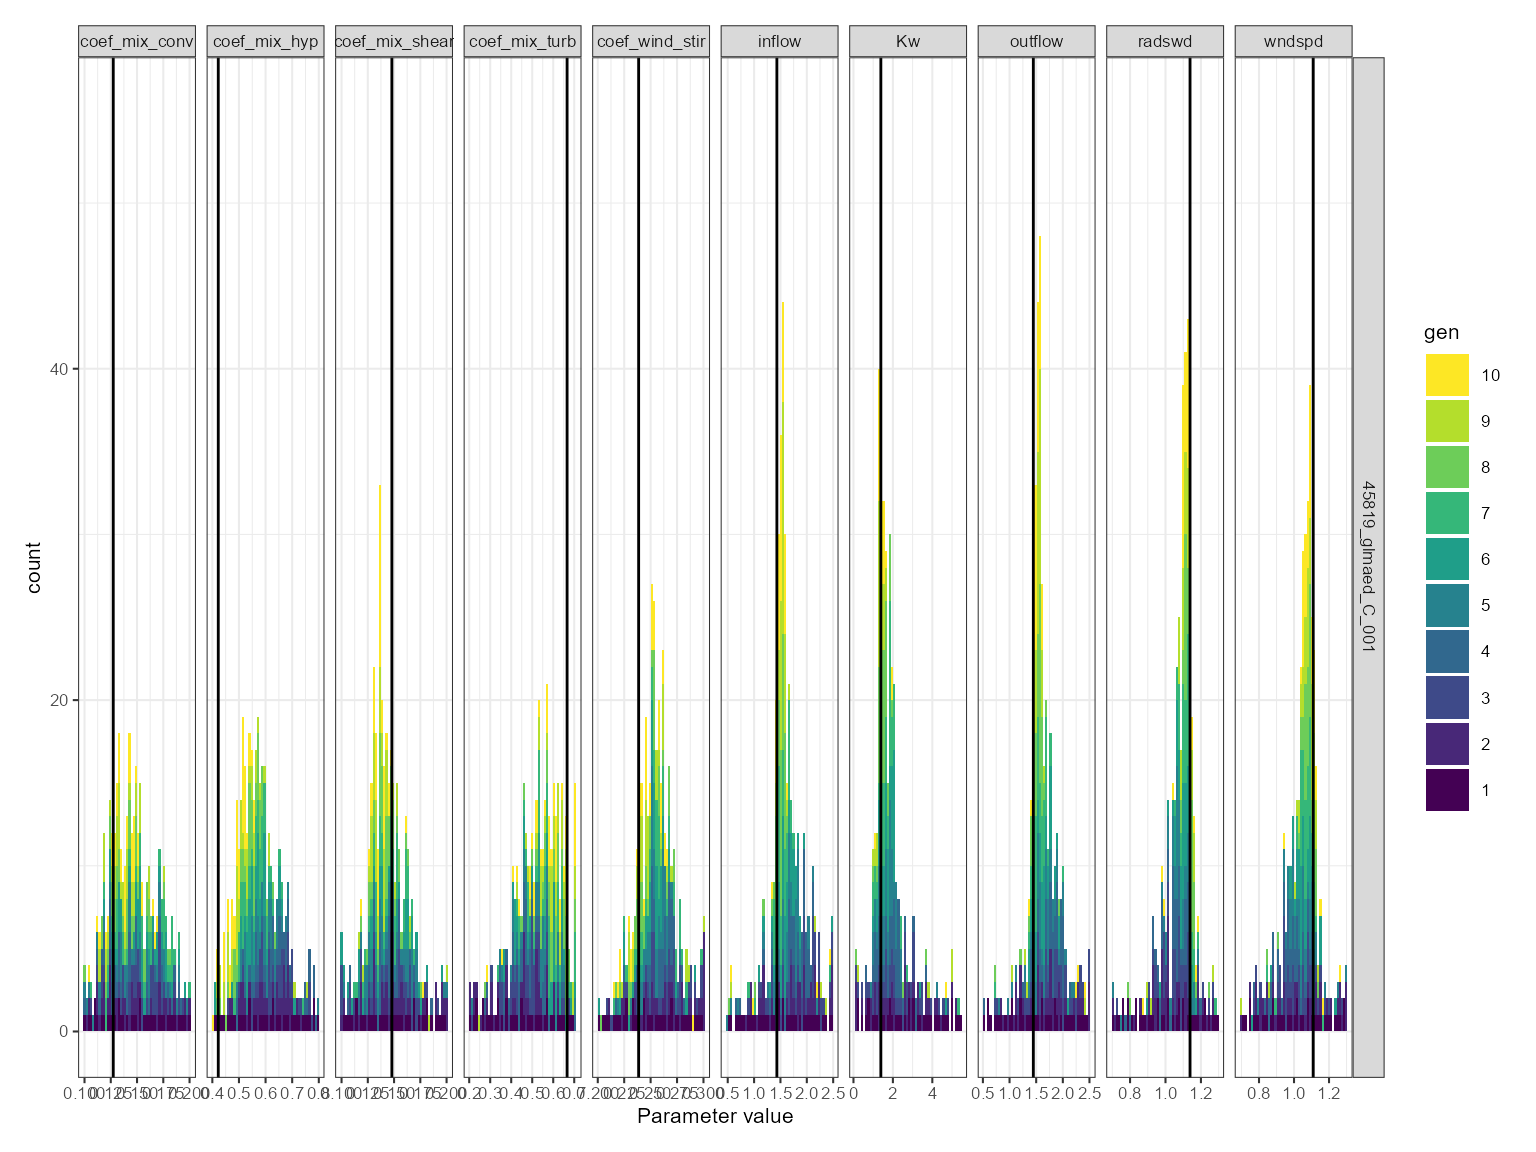 coef_mix_conv coef_mix_hyp coef_mix_shear coef_mix_turb coef_wind_stir inflow Kw outflow radswd wndspd
45819_glmaed_C_001
count
40
20
0
0.4 0.5 0.6 0.7 0.8
0.2 0.3 0.4 0.5 0.6 0.7
0.5 1.0 1.5 2.0 2.5
0 2 4
0.5 1.0 1.5 2.0 2.5
0.8 1.0 1.2
0.8 1.0 1.2
Parameter value
gen
10
9
8
7
6
5
4
3
2
1